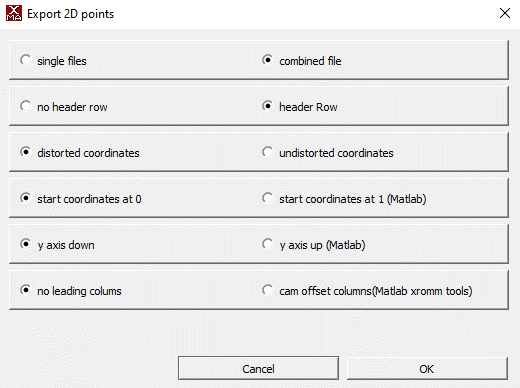 XMA Export 2D points
single files combined file
no header row header Row
distorted coordinates undistorted coordinates
start coordinates at 0 start coordinates at 1 (Matlab)
y axis down y axis up (Matlab)
no leading colums cam offset columns(Matlab xromm tools)
Cancel OK